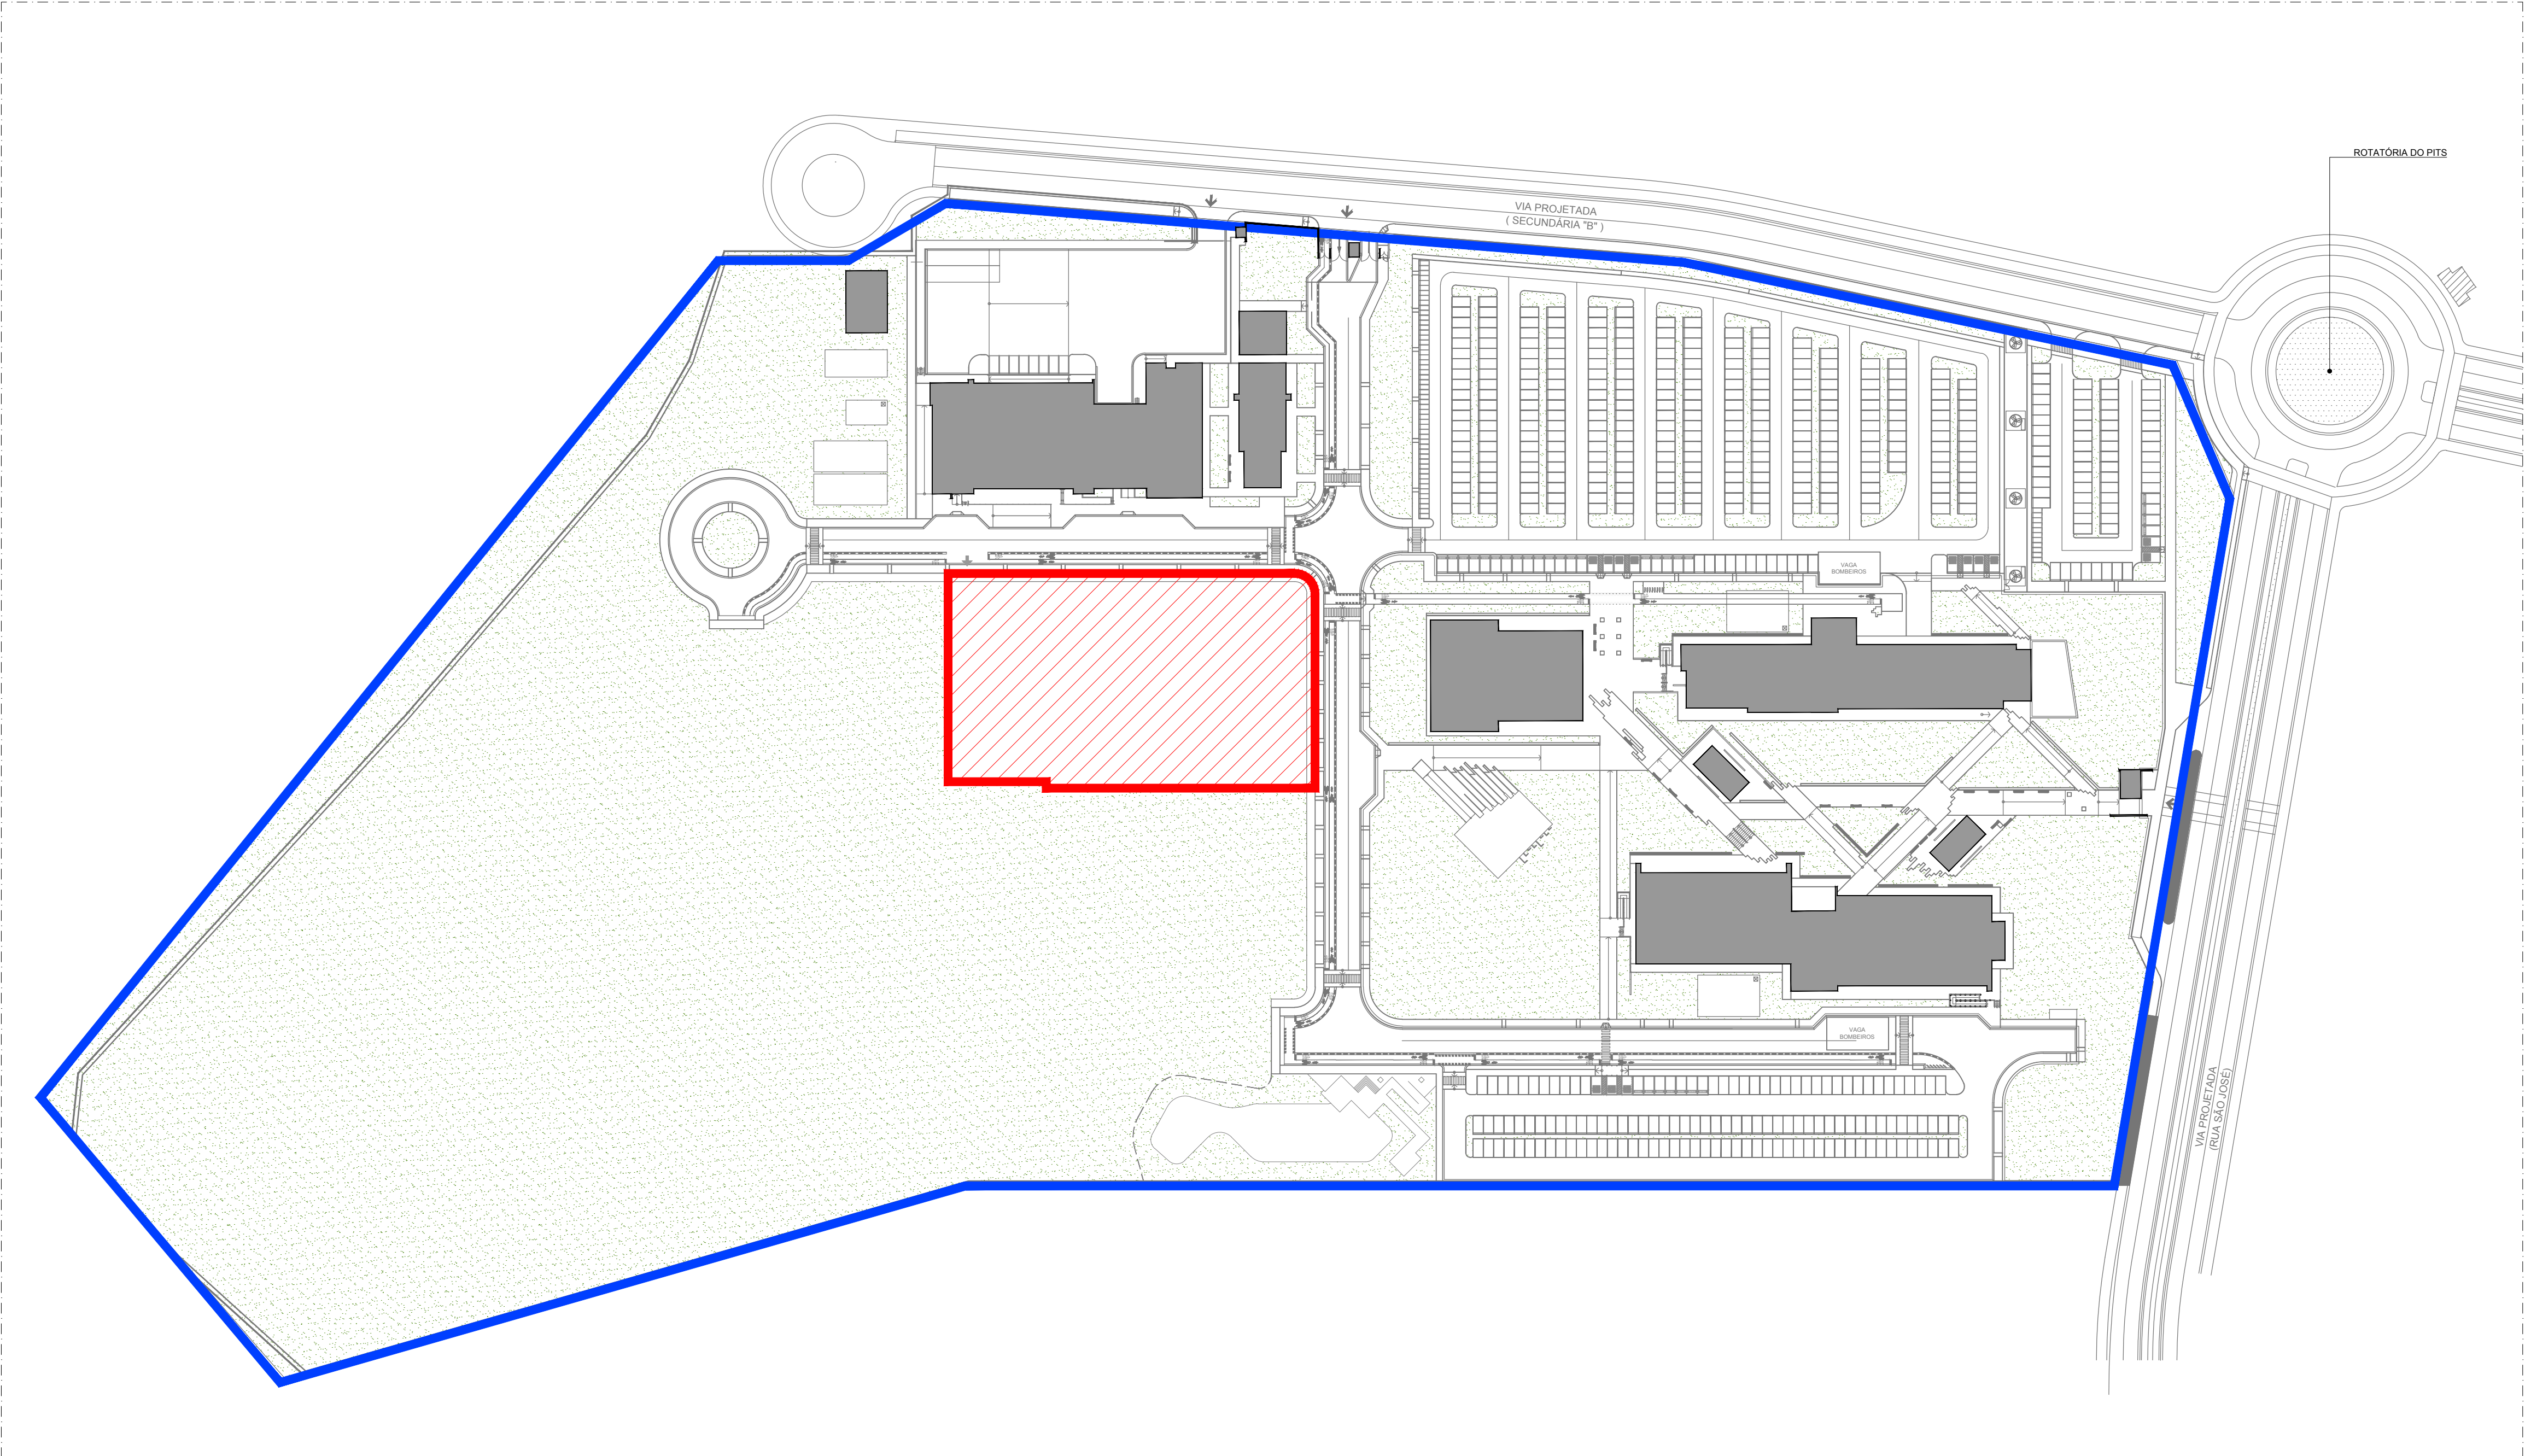 ROTATÓRIA DO PITS
VIA PROJETADA
( SECUNDÁRIA "B" )
VAGA
BOMBEIROS
VAGA
BOMBEIROS
VIA PROJETADA
(RUA SÃO JOSÉ)